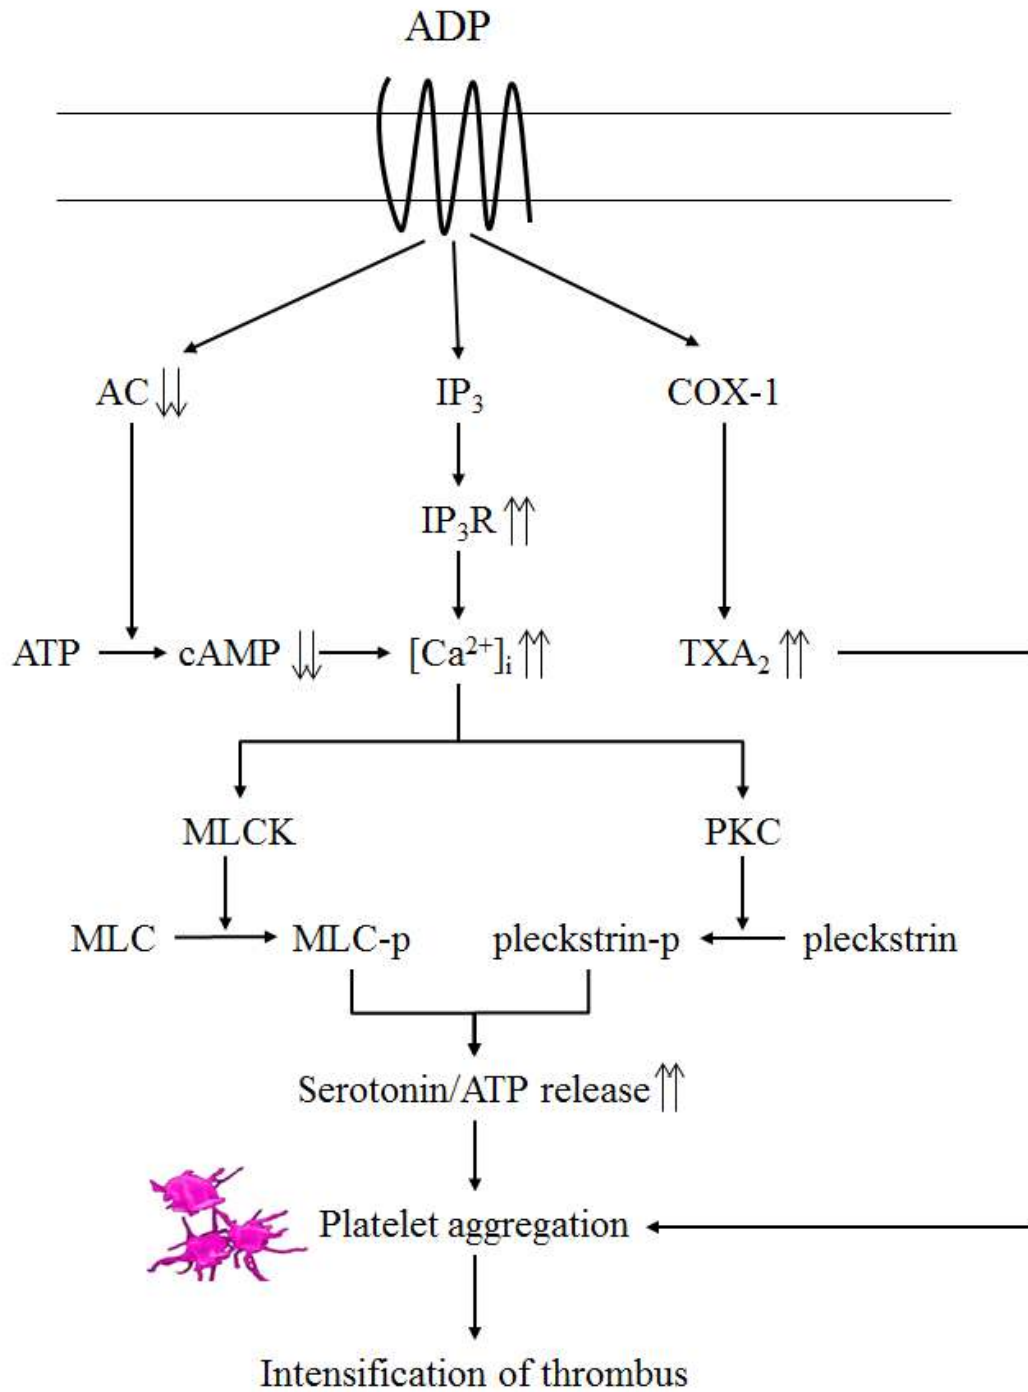 ADP
AC
IP₃
COX-1
IP₃R
ATP
cAMP
[Ca²⁺]ᵢ
TXA₂
MLCK
PKC
MLC
MLC-p
pleckstrin-p
pleckstrin
Serotonin/ATP release
Platelet aggregation
Intensification of thrombus